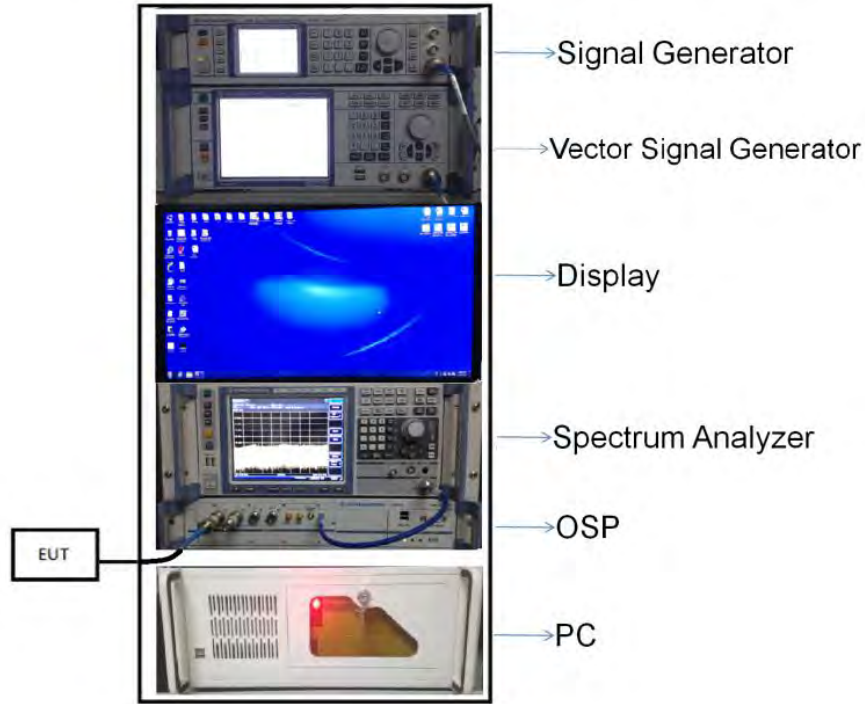 Signal Generator
Vector Signal Generator
Display
Spectrum Analyzer
OSP
EUT
PC